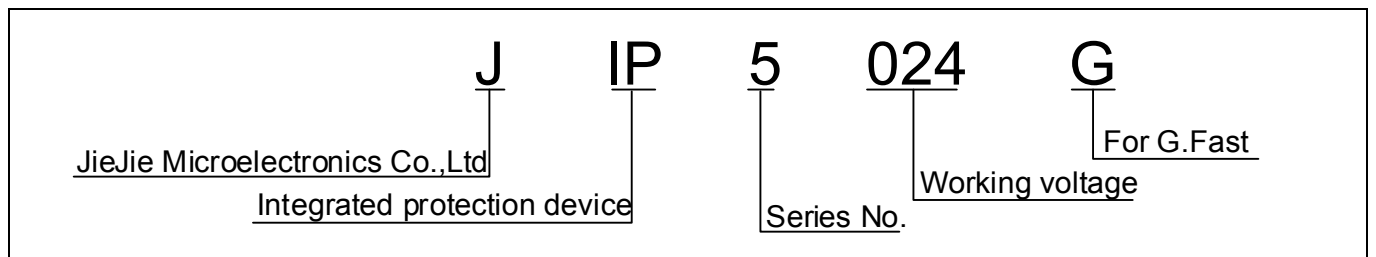 J IP 5 024 G
For G.Fast
JieJie Microelectronics Co.,Ltd
Working voltage
Integrated protection device
Series No.